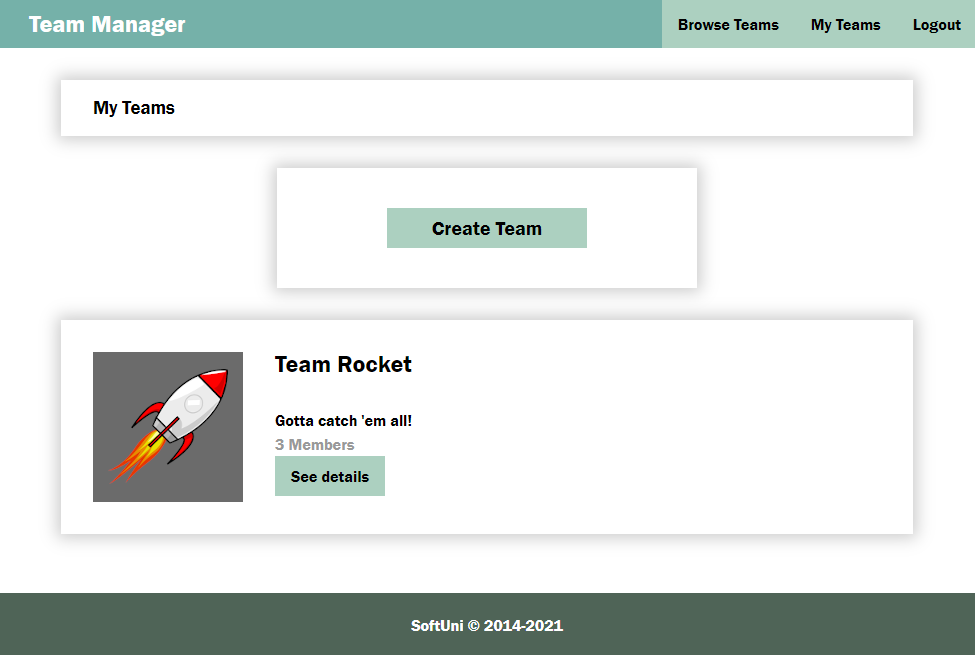 Team Manager
Browse Teams
My Teams
Logout
My Teams
Create Team
Team Rocket
Gotta catch 'em all!
3 Members
See details
SoftUni © 2014-2021